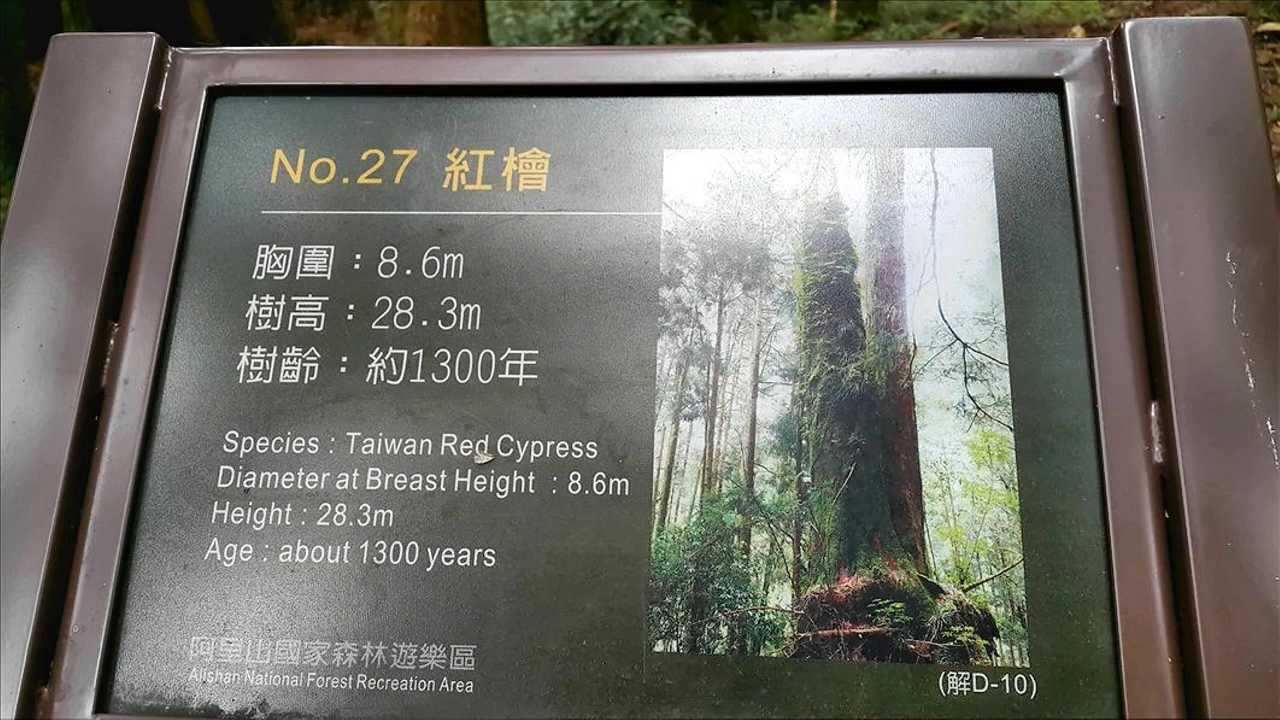 No.27 紅檜
胸圍：8.6m
樹高：28.3m
樹齡：約1300年
Species : Taiwan Red Cypress
Diameter at Breast Height : 8.6m
Height : 28.3m
Age : about 1300 years
阿里山國家森林遊樂區
Alishan National Forest Recreation Area
(解D-10)